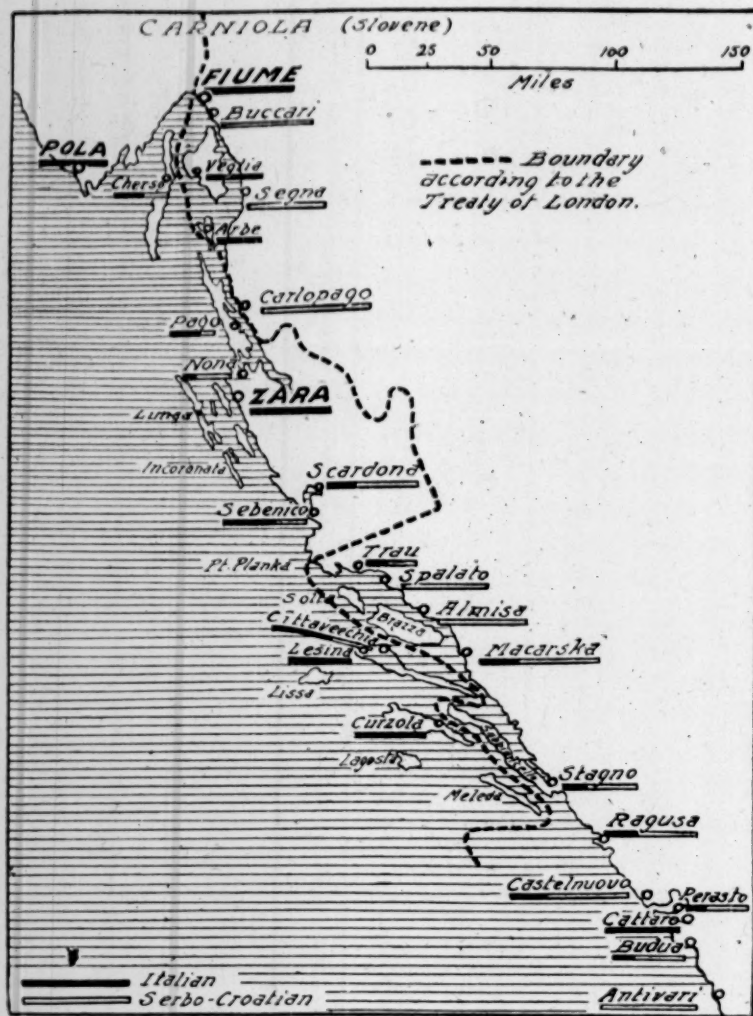 CARNIOLA (Slovene)
0 25 50 100 150
Miles
FIUME
Buccari
POLA
Cherso
Veglia
Segna
Arbe
Boundary
according to the
Treaty of London.
Carlopago
Pago
Nona
ZARA
Lunga
Incoronata
Scardona
Sebenico
Pt. Planka
Trau
Spalato
Solta
Brazza
Almisa
Cittavecchia
Lesina
Macarska
Lissa
Curzola
Lagosta
Stagno
Meleda
Ragusa
Castelnuovo
Perasto
Cattaro
Budua
Italian
Serbo-Croatian
Antivari